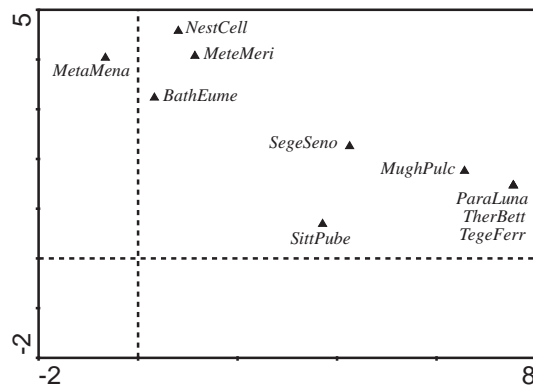 5
NestCell
MetaMena
MeteMeri
BathEume
SegeSeno
MughPulc
ParaLuna
TherBett
TegeFerr
SittPube
-2
-2
8